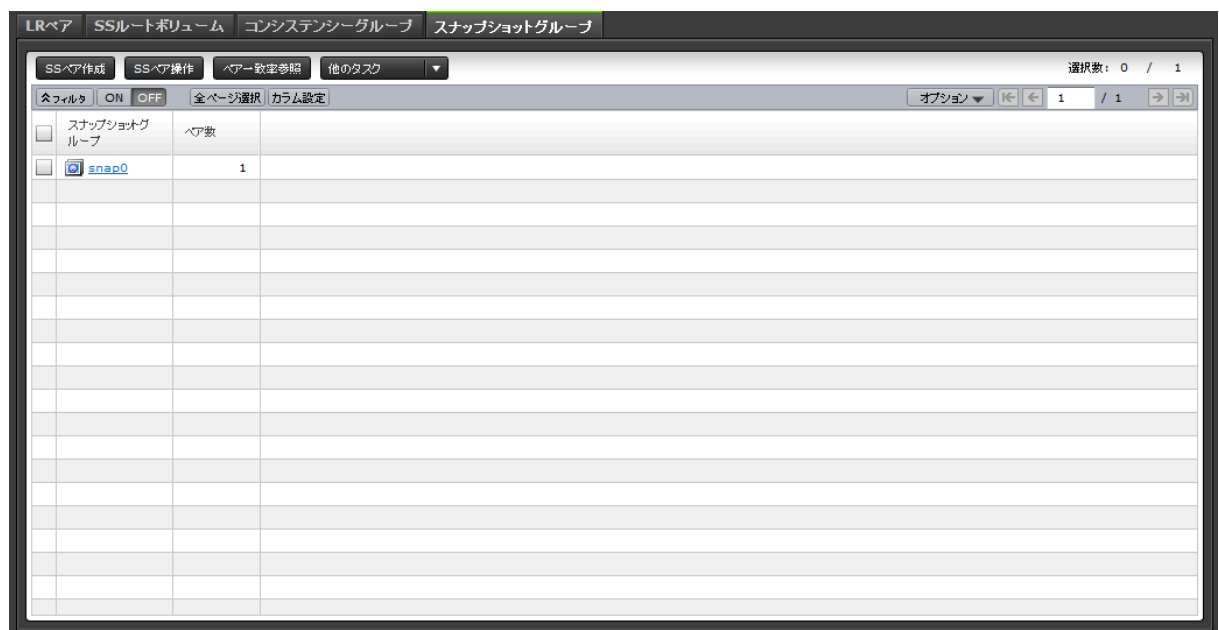 LRペア SSルートボリューム コンシステンシーグループ スナップショットグループ
SSペア作成 SSペア操作 ペア一致率参照 他のタスク 選択数: 0 / 1
フィルタ ON OFF 全ページ選択 カラム設定 オプション 1 / 1
スナップショットグ
ループ
ペア数
snap0 1